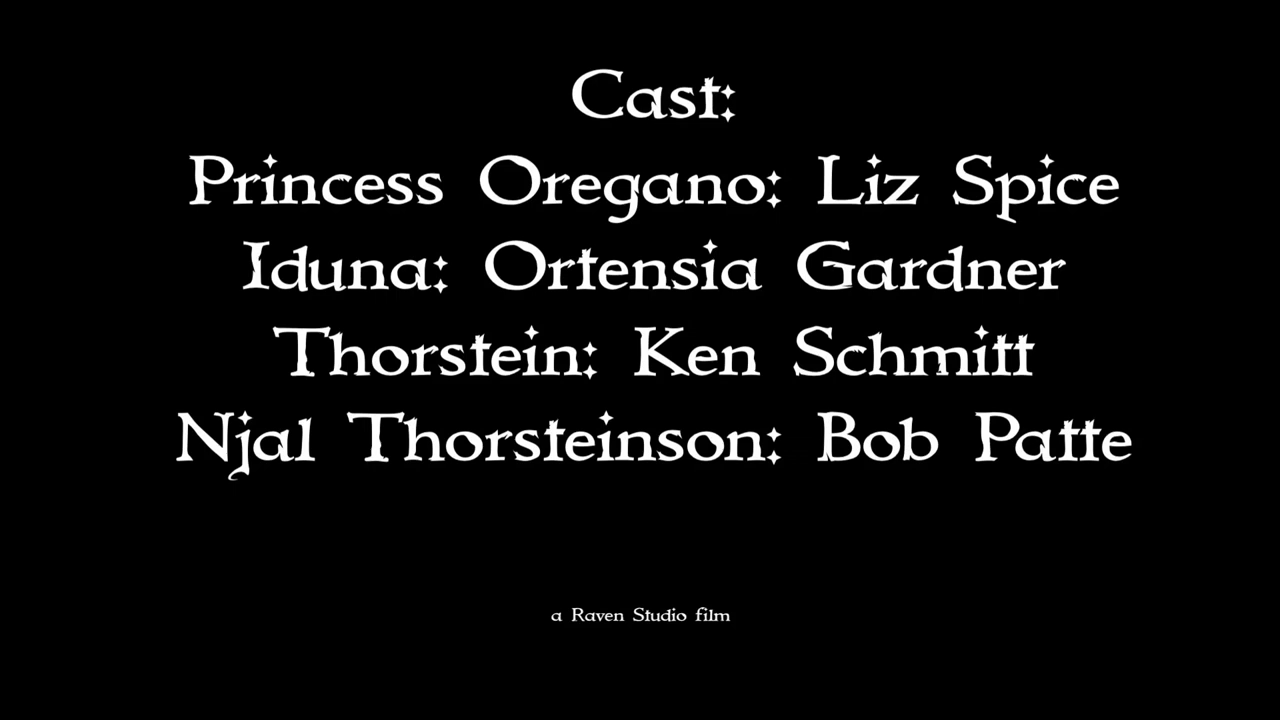 Cast:
Princess Oregano: Liz Spice
Iduna: Ortensia Gardner
Thorstein: Ken Schmitt
Njal Thorsteinson: Bob Patte
a Raven Studio film